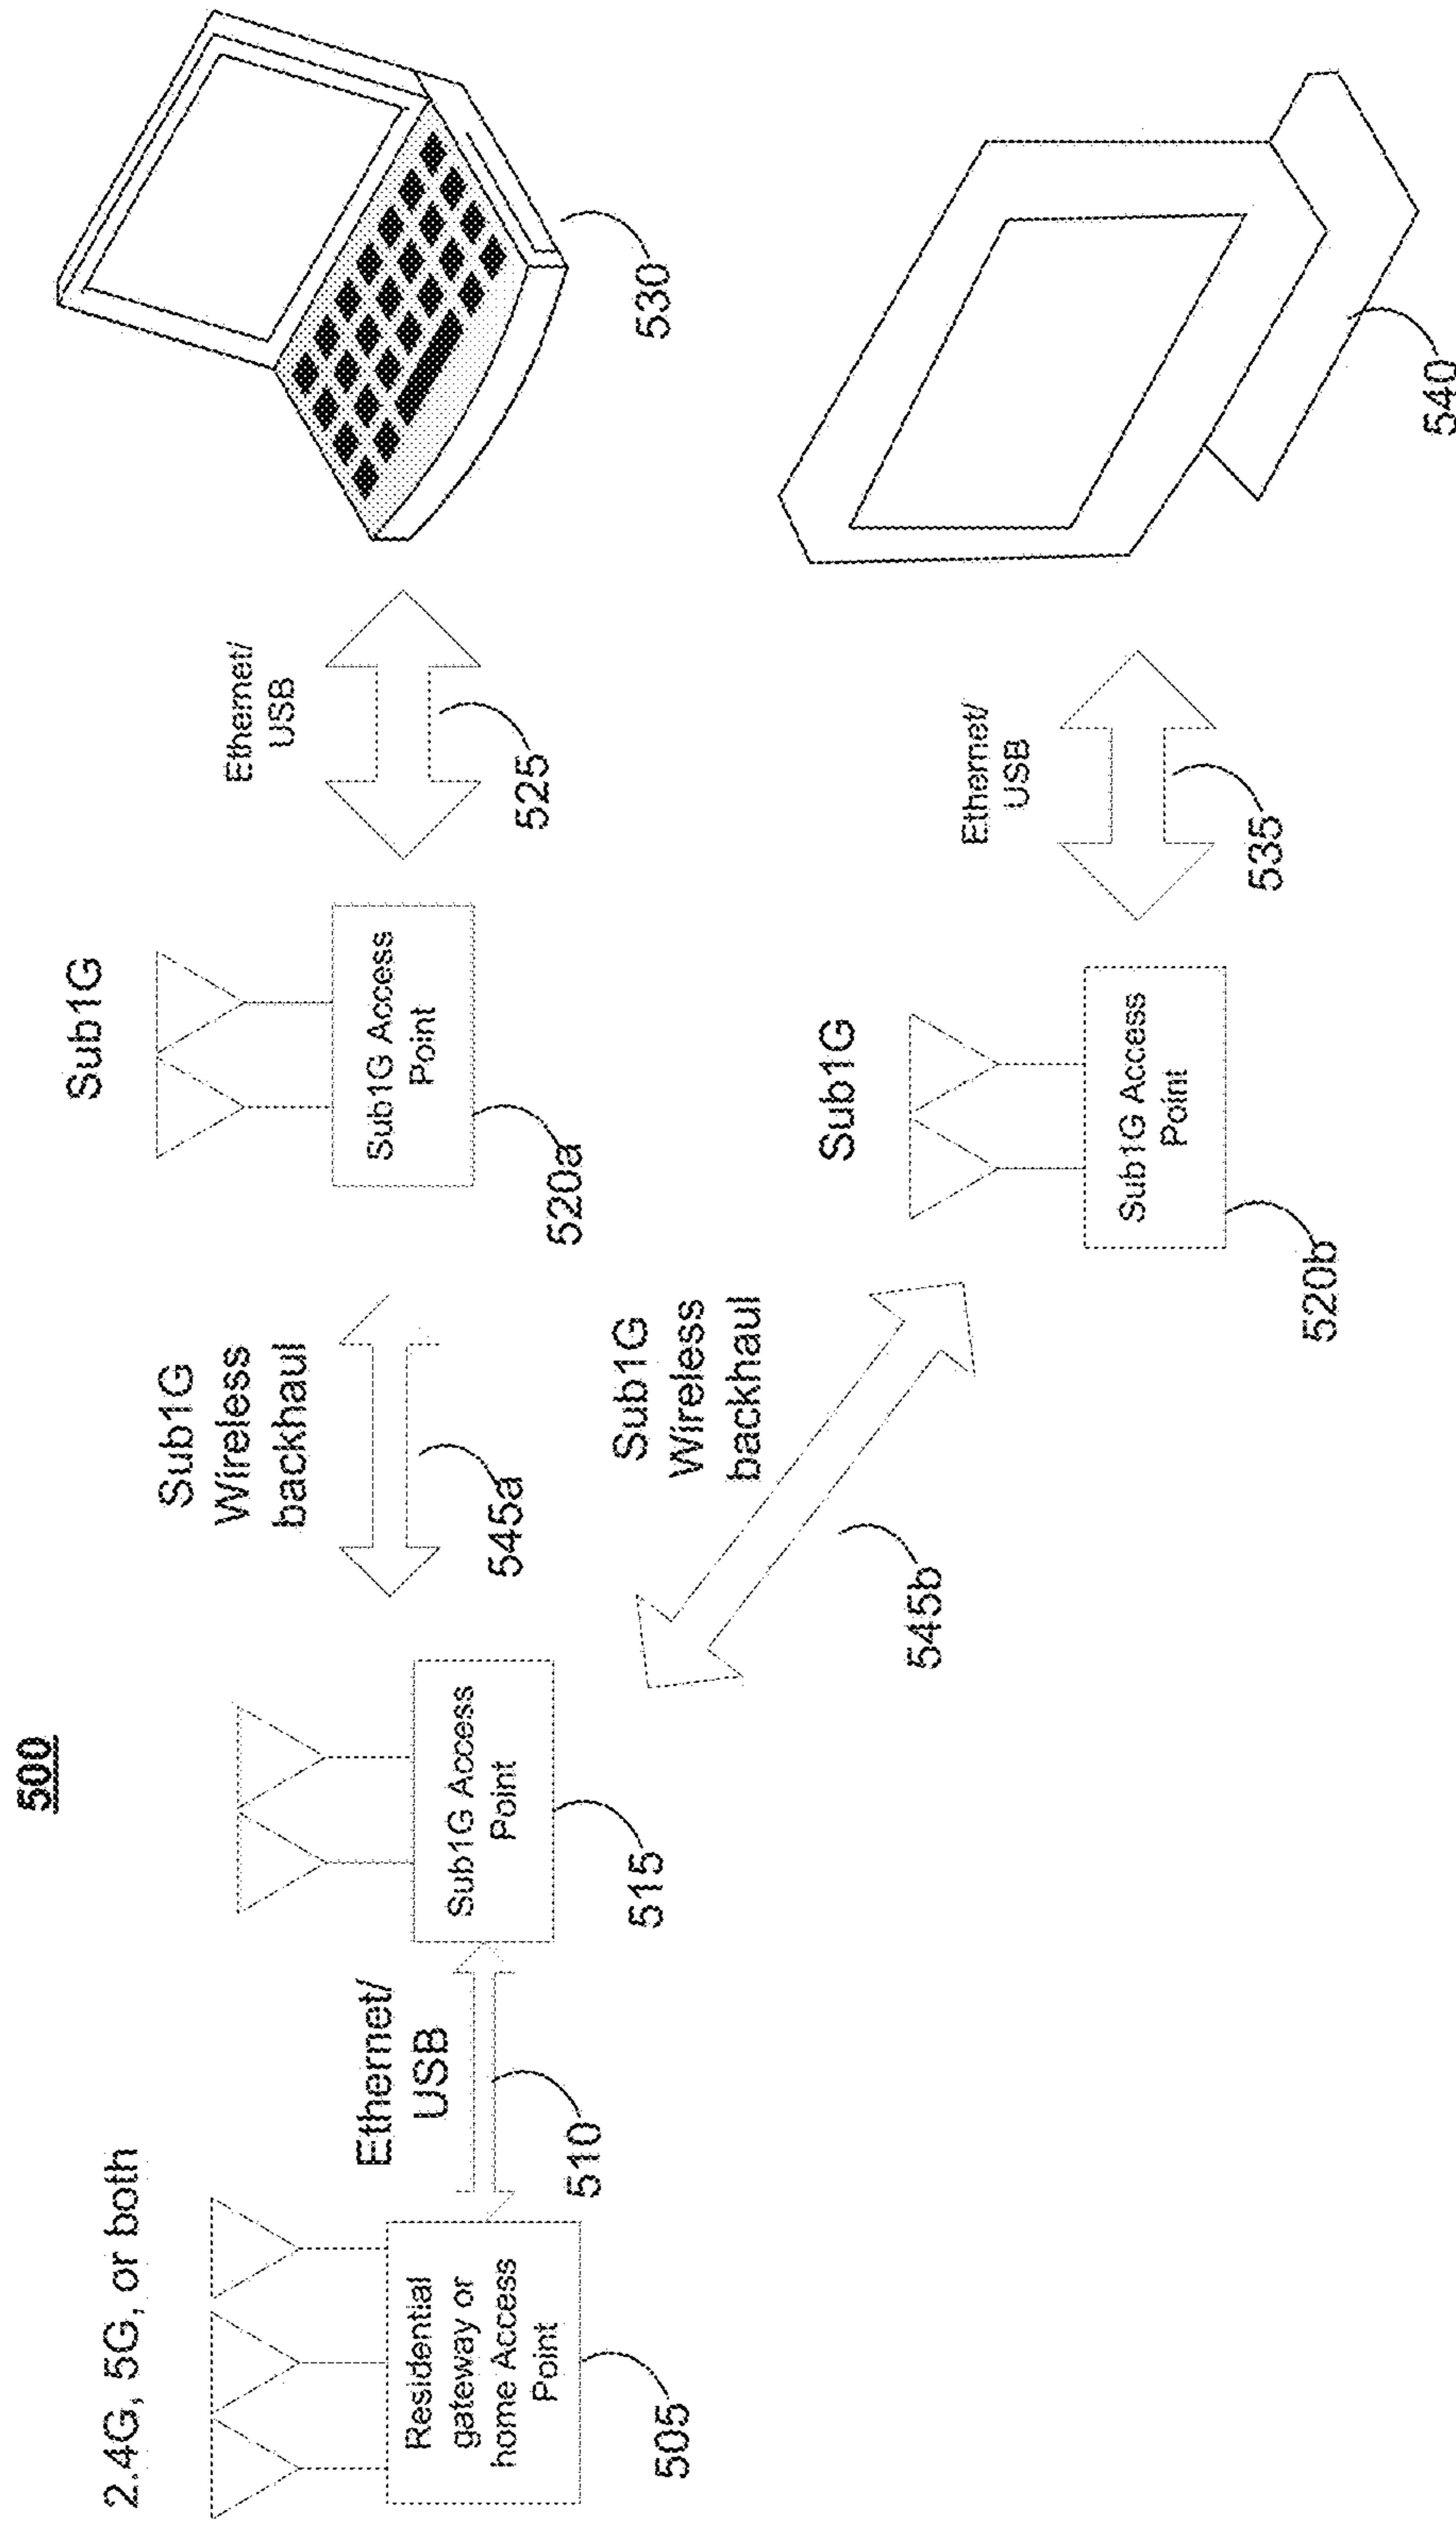 500
2.4G, 5G, or both
Residential
gateway or
home Access
Point
505
Ethernet/
USB
510
Sub1G Access
Point
515
Sub1G
Wireless
backhaul
545a
Sub1G
Wireless
backhaul
545b
Sub1G
Sub1G Access
Point
520a
Sub1G
Sub1G Access
Point
520b
Ethernet/
USB
525
Ethernet/
USB
535
530
540